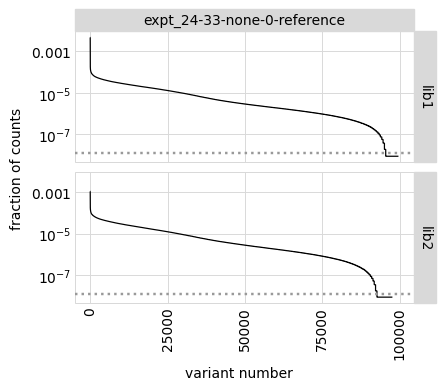 expt_24-33-none-0-reference
0.001
10⁻⁵
10⁻⁷
lib1
fraction of counts
0.001
10⁻⁵
10⁻⁷
lib2
0
25000
50000
75000
100000
variant number